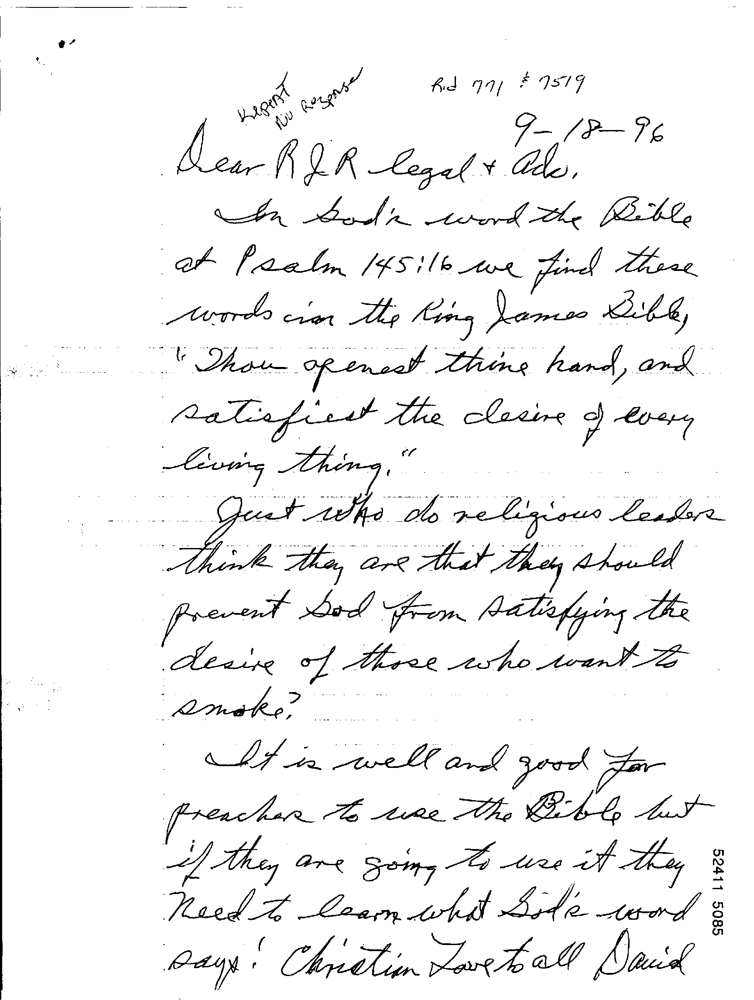 Repeat
No Response
R.d 771 # 7519
9-18-96
Dear RJR legal + Adv.
In God's word the Bible
at Psalm 145:16 we find these
words in the King James Bible,
"Thou openest thine hand, and
satisfiest the desire of every
living thing."
Just who do religious leaders
think they are that they should
prevent God from satisfying the
desire of those who want to
smoke?
It is well and good for
preachers to use the Bible but
if they are going to use it they
Need to learn what God's word
says! Christian Love to all David
52411 5085